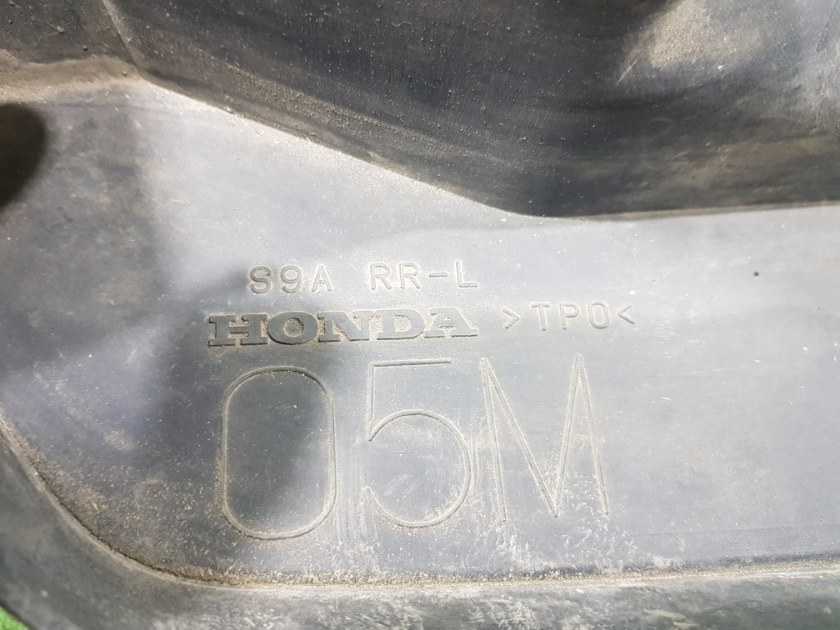 S9A RR-L
HONDA >TPO<
05M